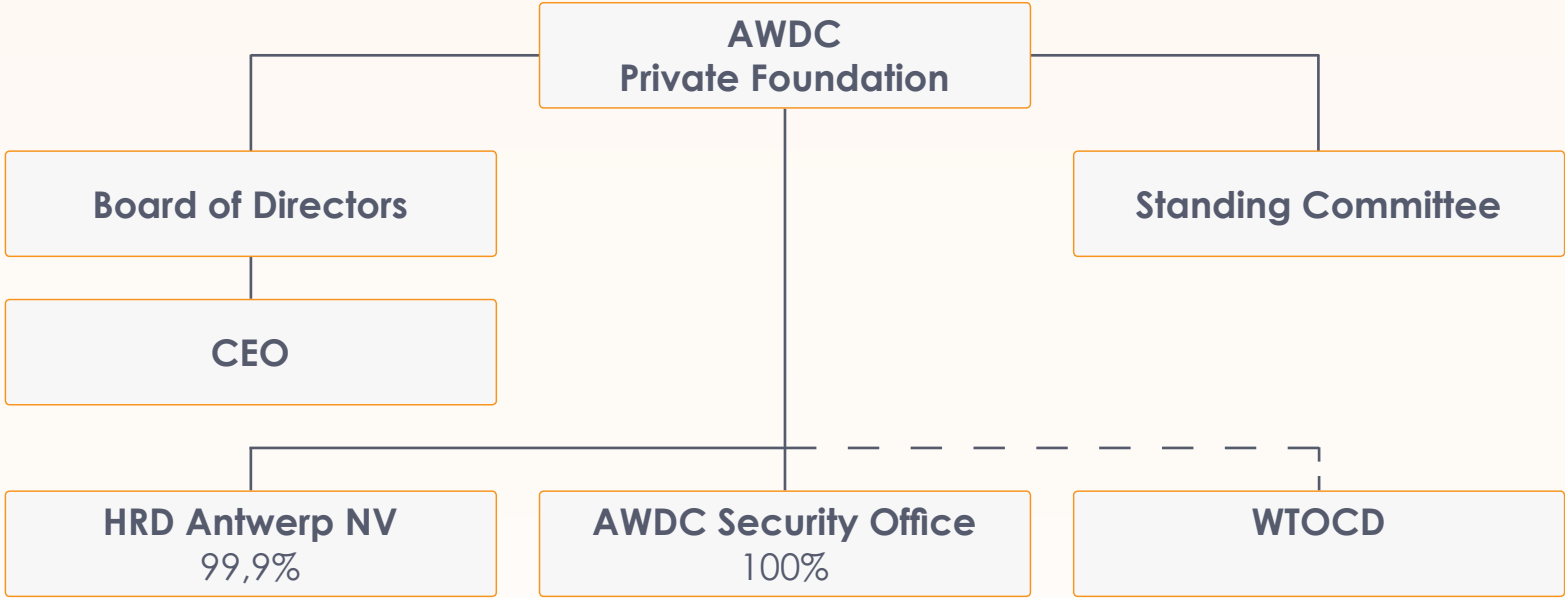 AWDC
Private Foundation
Board of Directors
Standing Committee
CEO
HRD Antwerp NV
99,9%
AWDC Security Office
100%
WTOCD